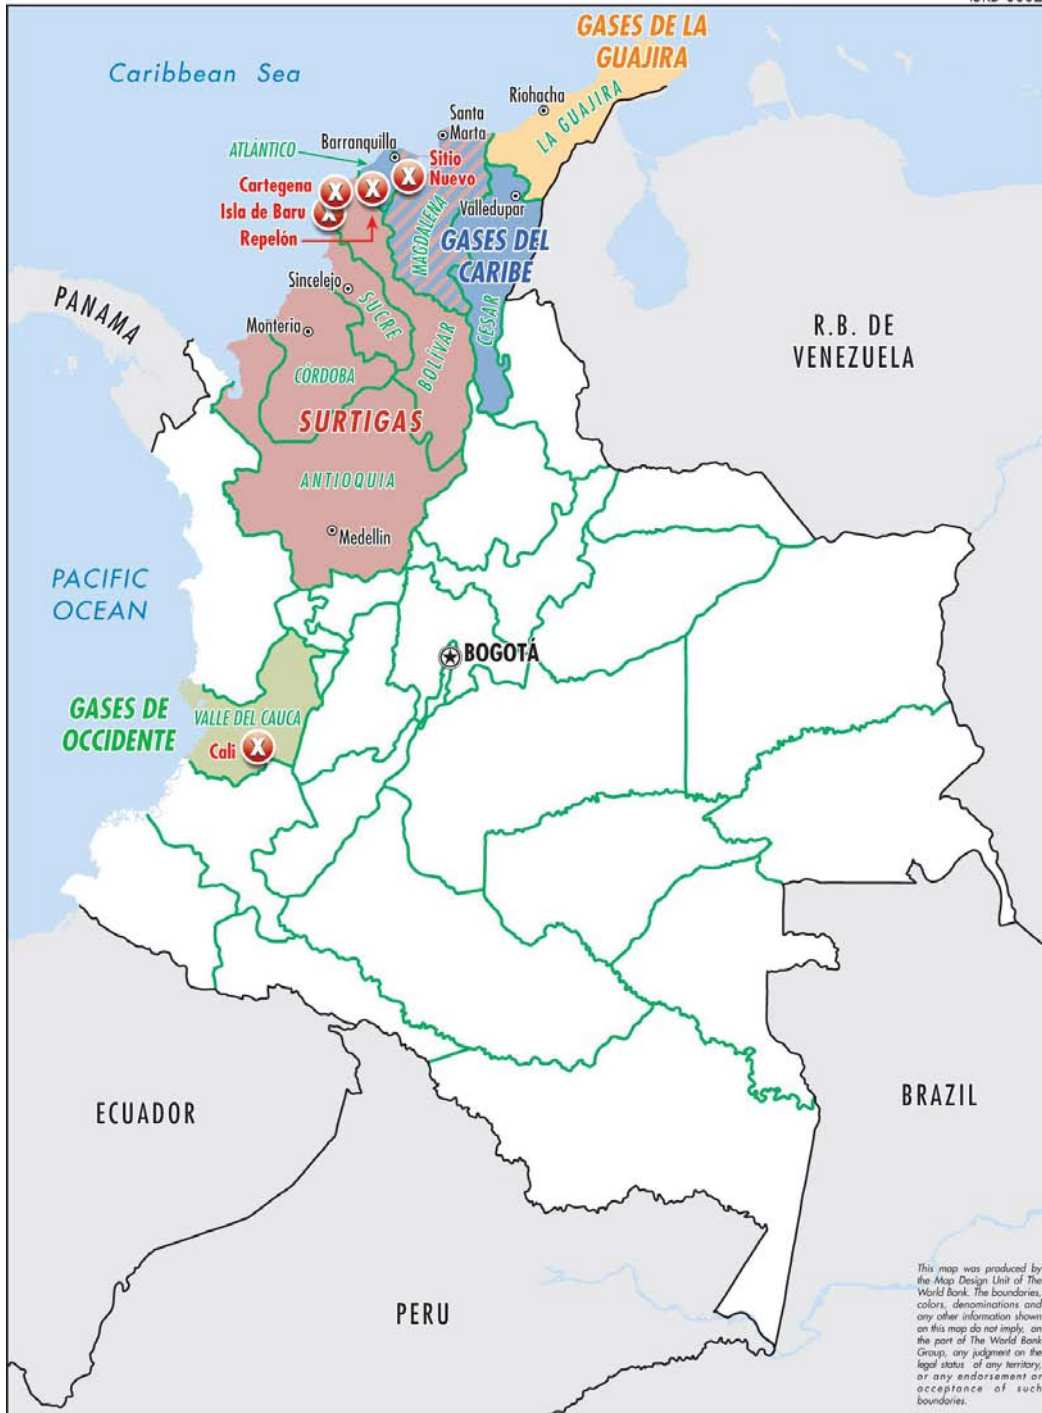 GASES DE LA
GUAJIRA
Caribbean Sea
Riohacha
LA GUAJIRA
Santa
Marta
Barranquilla
ATLÁNTICO
Sitio
Nuevo
Cartegena
X
X
X
Isla de Baru
X
Valledupar
Repelón
MAGDALENA
GASES DEL
CARIBE
Sincelejo
PANAMA
SUCRE
CESAR
R.B. DE
VENEZUELA
Monteria
BOLÍVAR
CÓRDOBA
SURTIGAS
ANTIOQUIA
Medellin
PACIFIC
OCEAN
BOGOTÁ
GASES DE
OCCIDENTE
VALLE DEL CAUCA
Cali
X
ECUADOR
BRAZIL
PERU
This map was produced by
the Map Design Unit of The
World Bank. The boundaries,
colors, denominations and
any other information shown
on this map do not imply, on
the part of The World Bank
Group, any judgment on the
legal status of any territory,
or any endorsement or
acceptance of such
boundaries.